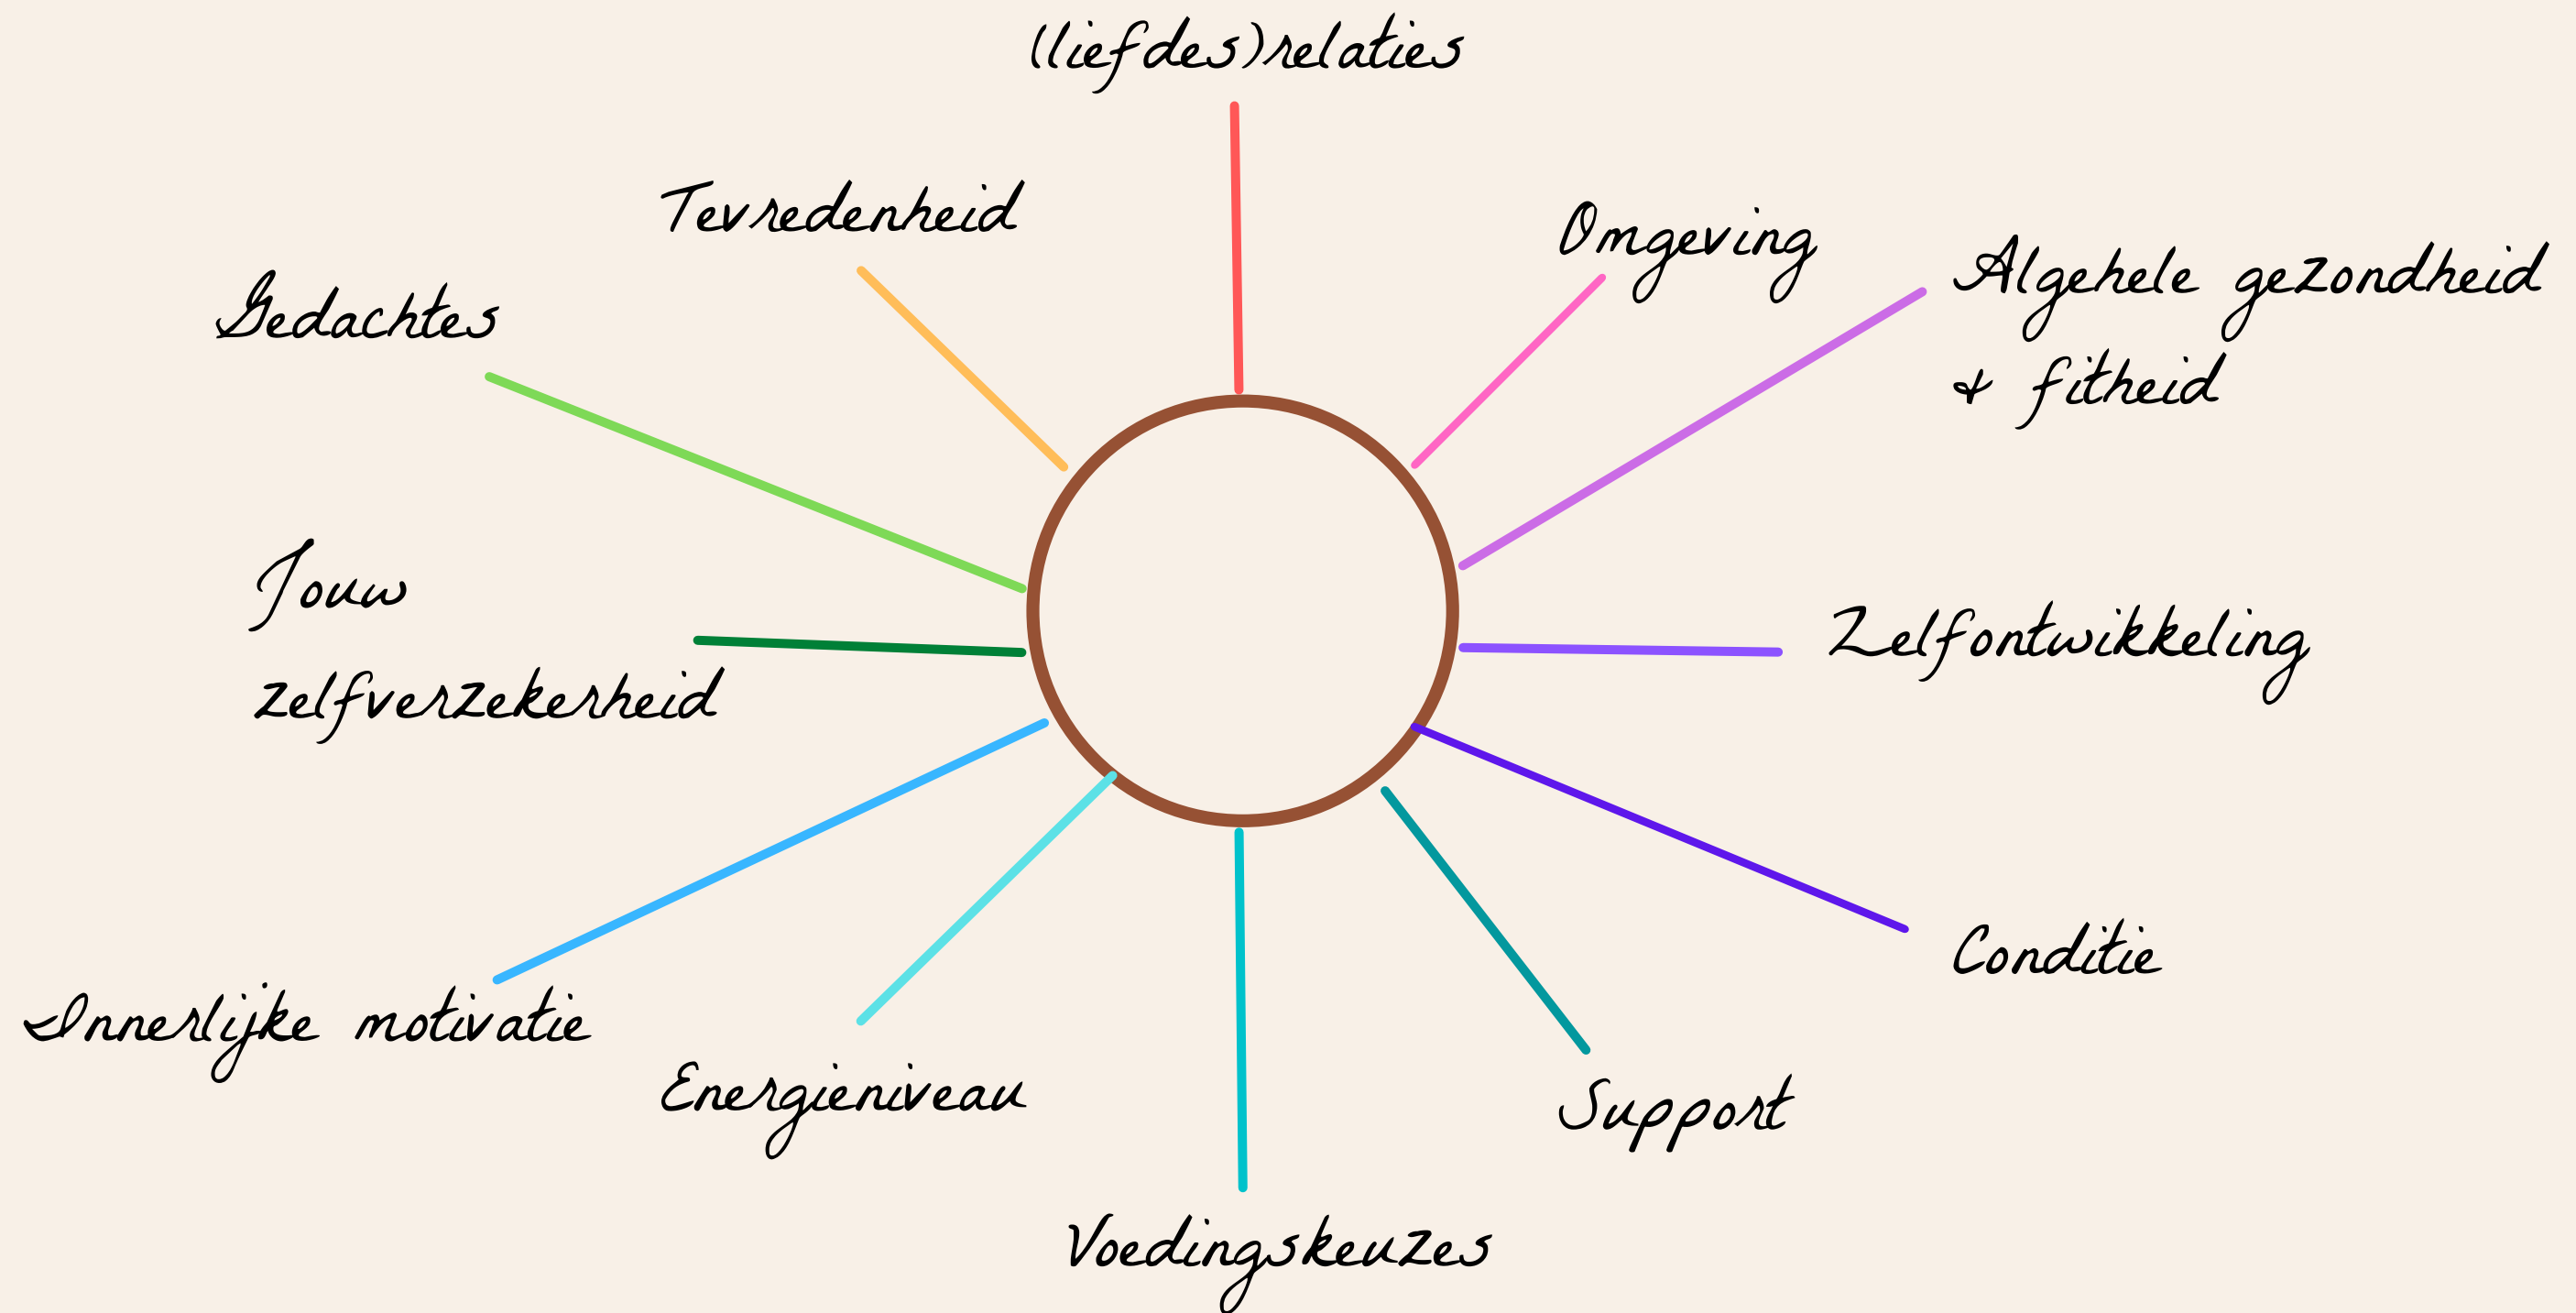 (liefdes)relaties
Tevredenheid
Omgeving
Algehele gezondheid
& fitheid
Gedachtes
Jouw
zelfverzekerheid
Zelfontwikkeling
Conditie
Innerlijke motivatie
Energieniveau
Support
Voedingskeuzes